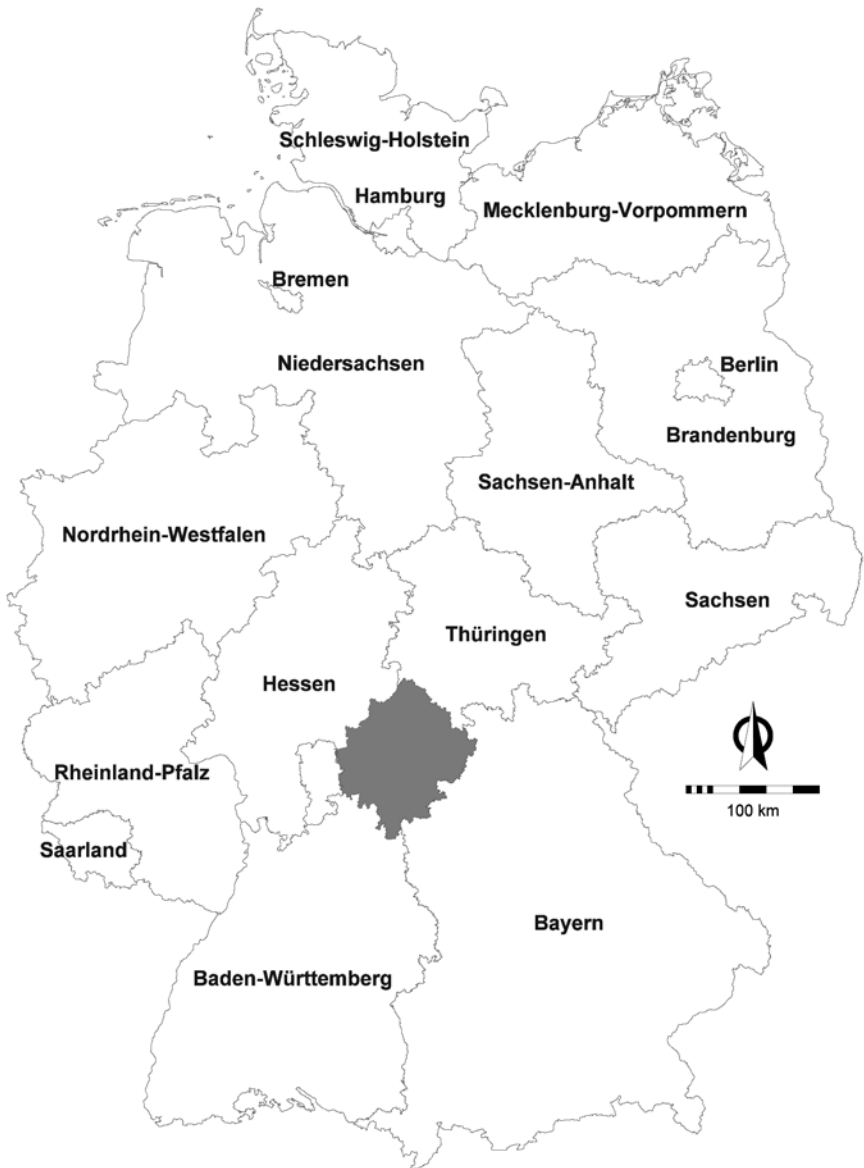 Schleswig-Holstein
Hamburg
Mecklenburg-Vorpommern
Bremen
Niedersachsen
Berlin
Brandenburg
Sachsen-Anhalt
Nordrhein-Westfalen
Sachsen
Thüringen
Hessen
Rheinland-Pfalz
100 km
Saarland
Bayern
Baden-Württemberg